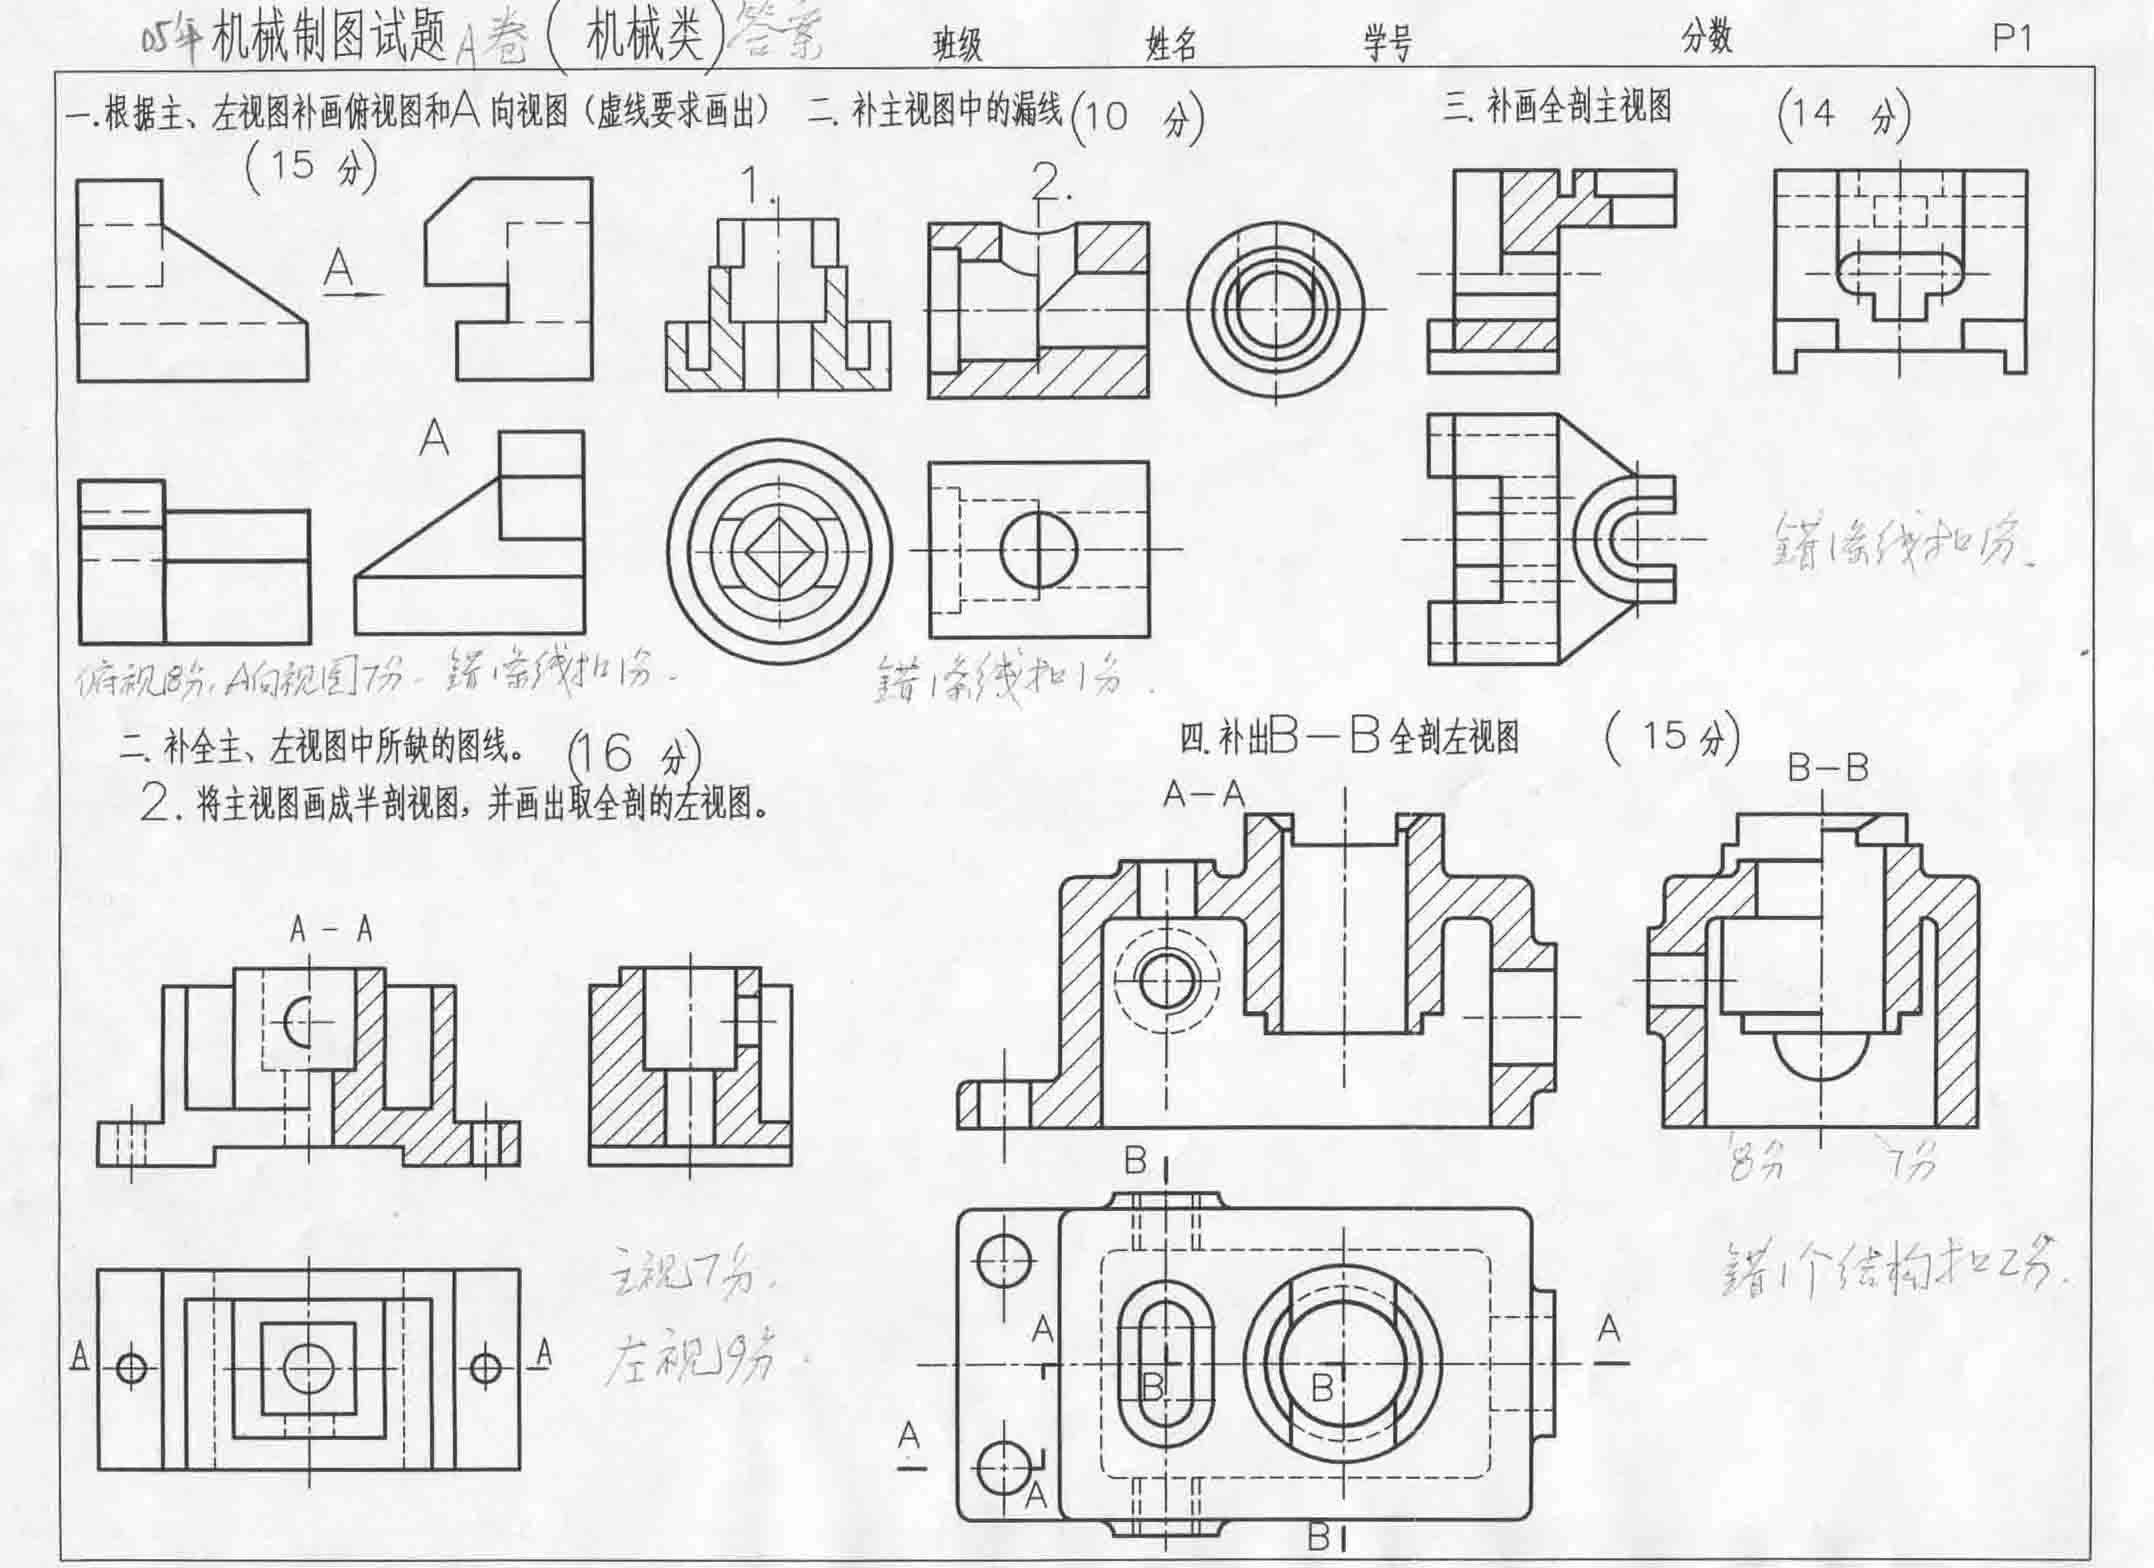 05年机械制图试题A卷(机械类)答案 班级 姓名 学号 分数 P1
一.根据主、左视图补画俯视图和A向视图(虚线要求画出)
(15 分)
A
A
俯视8分,A向视图7分. 错1条线扣1分.
二.补主视图中的漏线(10 分)
1. 2.
错1条线扣1分.
三.补画全剖主视图 (14 分)
错1条线扣1分.
二.补全主、左视图中所缺的图线。(16 分)
2.将主视图画成半剖视图,并画出取全剖的左视图。
A-A
A A
主视7分.
左视9分.
四.补出B—B全剖左视图 (15分)
A-A B-B
8分 7分
B
A A
B B
A
A
B
错1个结构扣2分.